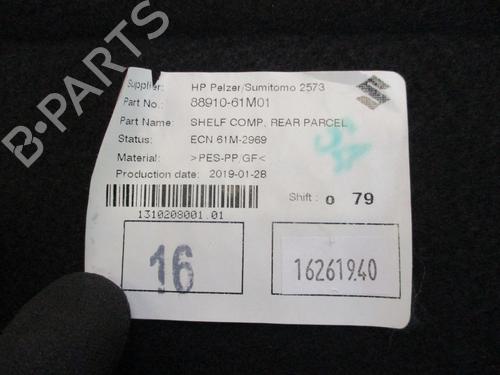 B-PARTS
Supplier: HP Pelzer/Sumitomo 2573
Part No.: 88910-61M01
Part Name: SHELF COMP, REAR PARCEL
Status: ECN 61M-2969
Material: >PES-PP,GF<
Production date: 2019-01-28
Shift: 0 79
1310208001.01
16
16261940